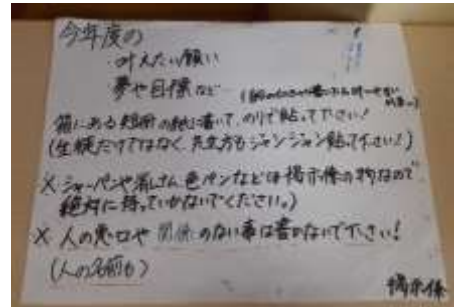 今年度の
・叶えたい願い
夢や目標など
箱にある短冊の紙に書いて、のりで貼って下さい！
(生徒だけではなく、先生方もジャンジャン貼って下さい！)
× シャーペンや消しゴム、色ペンなどは掲示係の物なので
絶対に持っていかないでください。)
× 人の悪口や関係のない事は書かないで下さい！
(人の名前も)
掲示係